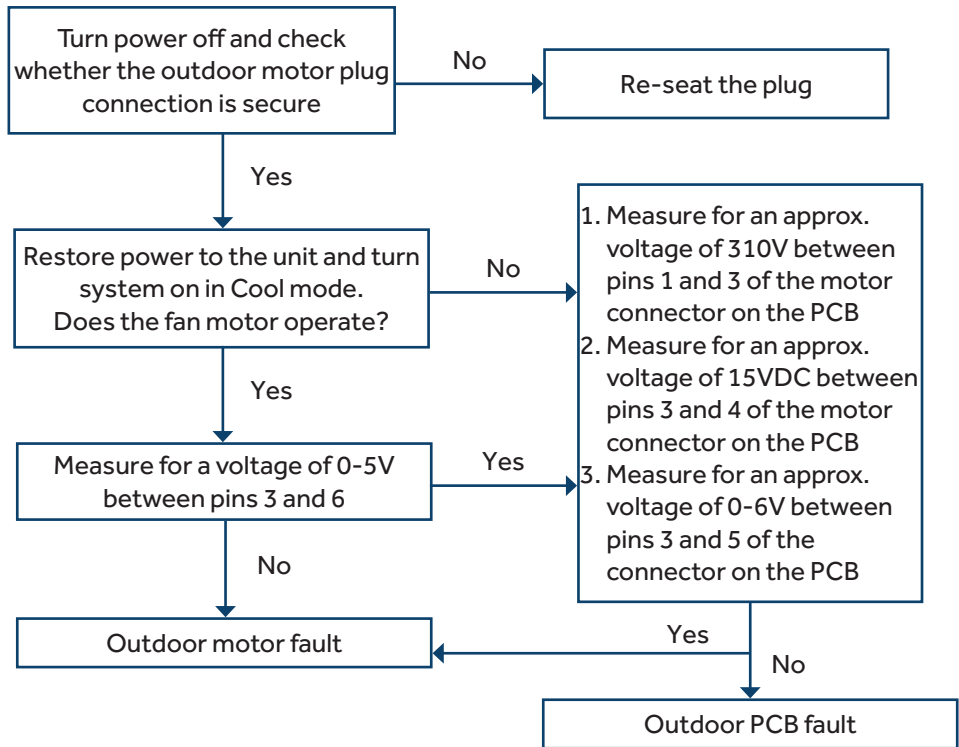 Turn power off and check
whether the outdoor motor plug
connection is secure
No
Re-seat the plug
Yes
Restore power to the unit and turn
system on in Cool mode.
Does the fan motor operate?
No
1. Measure for an approx.
voltage of 310V between
pins 1 and 3 of the motor
connector on the PCB
2. Measure for an approx.
voltage of 15VDC between
pins 3 and 4 of the motor
connector on the PCB
3. Measure for an approx.
voltage of 0-6V between
pins 3 and 5 of the
connector on the PCB
Yes
Measure for a voltage of 0-5V
between pins 3 and 6
Yes
No
Outdoor motor fault
Yes
No
Outdoor PCB fault